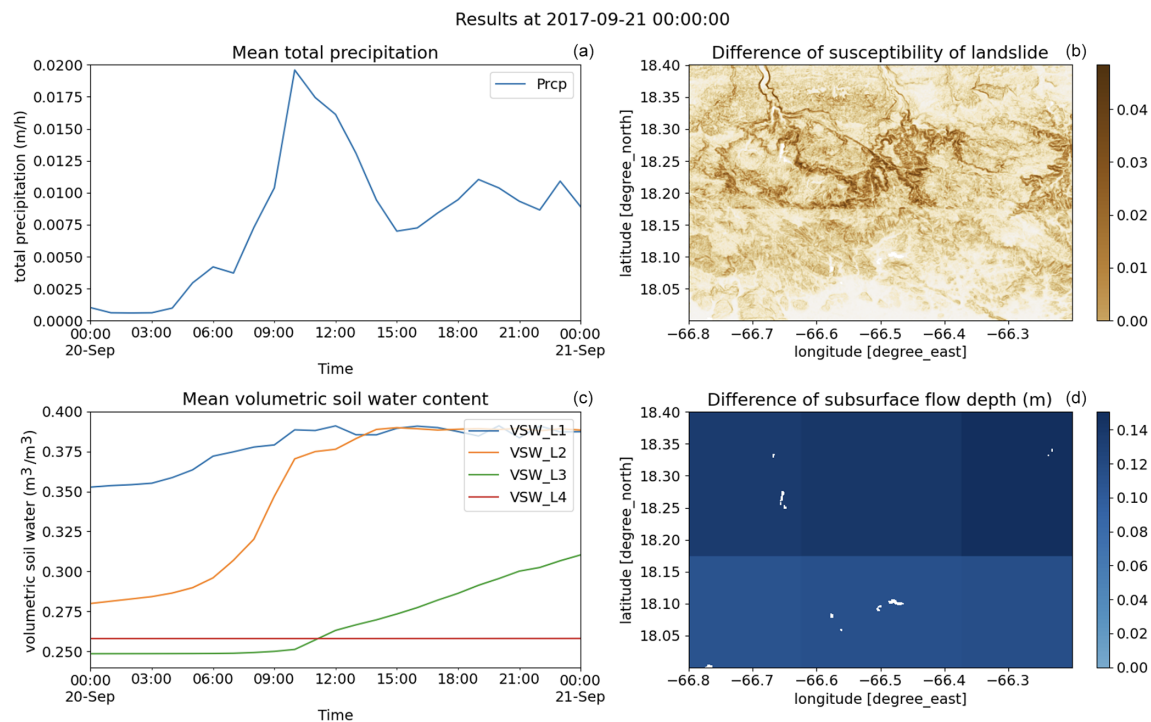 Results at 2017-09-21 00:00:00
Mean total precipitation
(a)
total precipitation (m/h)
0.0200
0.0175
0.0150
0.0125
0.0100
0.0075
0.0050
0.0025
0.0000
Prcp
00:00 03:00 06:00 09:00 12:00 15:00 18:00 21:00 00:00
20-Sep 21-Sep
Time
Difference of susceptibility of landslide
(b)
latitude [degree_north]
18.40
18.35
18.30
18.25
18.20
18.15
18.10
18.05
−66.8 −66.7 −66.6 −66.5 −66.4 −66.3
longitude [degree_east]
0.04
0.03
0.02
0.01
0.00
Mean volumetric soil water content
(c)
volumetric soil water (m³/m³)
0.400
0.375
0.350
0.325
0.300
0.275
0.250
VSW_L1
VSW_L2
VSW_L3
VSW_L4
00:00 03:00 06:00 09:00 12:00 15:00 18:00 21:00 00:00
20-Sep 21-Sep
Time
Difference of subsurface flow depth (m)
(d)
latitude [degree_north]
18.40
18.35
18.30
18.25
18.20
18.15
18.10
18.05
−66.8 −66.7 −66.6 −66.5 −66.4 −66.3
longitude [degree_east]
0.14
0.12
0.10
0.08
0.06
0.04
0.02
0.00